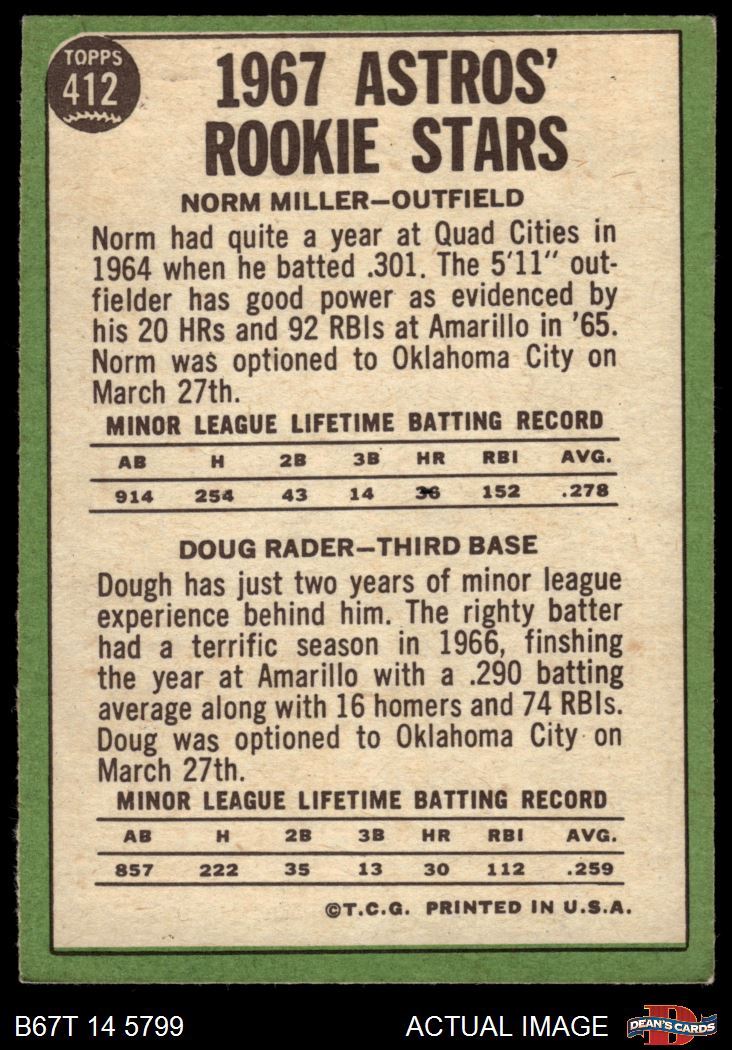 TOPPS
412
1967 ASTROS'
ROOKIE STARS
NORM MILLER—OUTFIELD
Norm had quite a year at Quad Cities in
1964 when he batted .301. The 5'11" out-
fielder has good power as evidenced by
his 20 HRs and 92 RBIs at Amarillo in '65.
Norm was optioned to Oklahoma City on
March 27th.
MINOR LEAGUE LIFETIME BATTING RECORD
AB H 2B 3B HR RBI AVG.
914 254 43 14 36 152 .278
DOUG RADER—THIRD BASE
Dough has just two years of minor league
experience behind him. The righty batter
had a terrific season in 1966, finshing
the year at Amarillo with a .290 batting
average along with 16 homers and 74 RBIs.
Doug was optioned to Oklahoma City on
March 27th.
MINOR LEAGUE LIFETIME BATTING RECORD
AB H 2B 3B HR RBI AVG.
857 222 35 13 30 112 .259
©T.C.G. PRINTED IN U.S.A.
B67T 14 5799 ACTUAL IMAGE DEAN'S CARDS